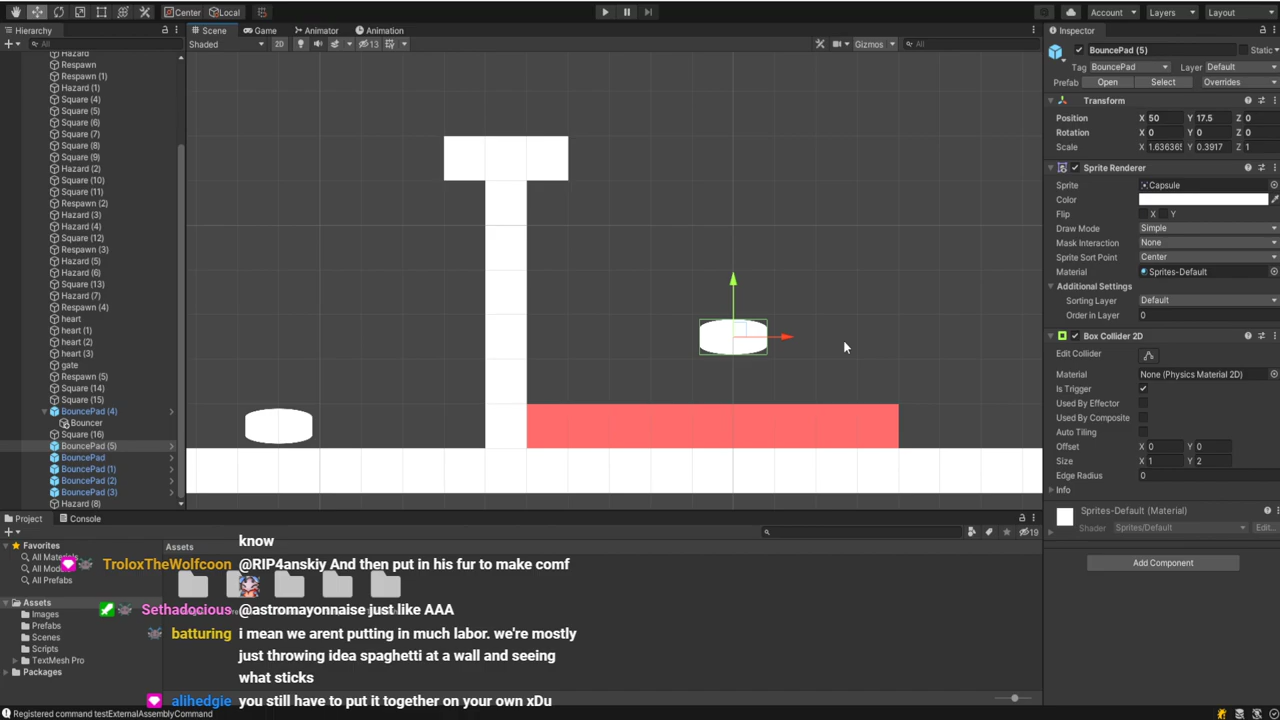 Center
Local
Account
Layers
Layout
Hierarchy
Scene
Game
Animator
Animation
Inspector
All
Shaded
2D
13
Gizmos
All
Hazard
Respawn
Respawn (1)
Hazard (1)
Square (4)
Square (5)
Square (6)
Square (7)
Square (8)
Square (9)
Hazard (2)
Square (10)
Square (11)
Respawn (2)
Hazard (3)
Hazard (4)
Square (12)
Respawn (3)
Hazard (5)
Hazard (6)
Square (13)
Hazard (7)
Respawn (4)
heart
heart (1)
heart (2)
heart (3)
gate
Respawn (5)
Square (14)
Square (15)
BouncePad (4)
Bouncer
Square (16)
BouncePad (5)
BouncePad
BouncePad (1)
BouncePad (2)
BouncePad (3)
Hazard (8)
BouncePad (5)
Static
Tag BouncePad
Layer Default
Prefab Open Select Overrides
Transform
Position X 50 Y 17.5 Z 0
Rotation X 0 Y 0 Z 0
Scale X 1.63636 Y 0.3917 Z 1
Sprite Renderer
Sprite Capsule
Color
Flip X Y
Draw Mode Simple
Mask Interaction None
Sprite Sort Point Center
Material Sprites-Default
Additional Settings
Sorting Layer Default
Order in Layer 0
Box Collider 2D
Edit Collider
Material None (Physics Material 2D)
Is Trigger
Used By Effector
Used By Composite
Auto Tiling
Offset X 0 Y 0
Size X 1 Y 2
Edge Radius 0
Info
Sprites-Default (Material)
Shader Sprites/Default Edit...
Add Component
Project
Console
19
Favorites
All Materi
All Mod
All Prefabs
Assets
Images
Prefabs
Scenes
Scripts
TextMesh Pro
Packages
Assets
know
TroloxTheWolfcoon @RIP4anskiy And then put in his fur to make comf
Sethadocious @astromayonnaise just like AAA
batturing i mean we arent putting in much labor. we're mostly
just throwing idea spaghetti at a wall and seeing
what sticks
alihedgie you still have to put it together on your own xDu
Registered command testExternalAssemblyCommand